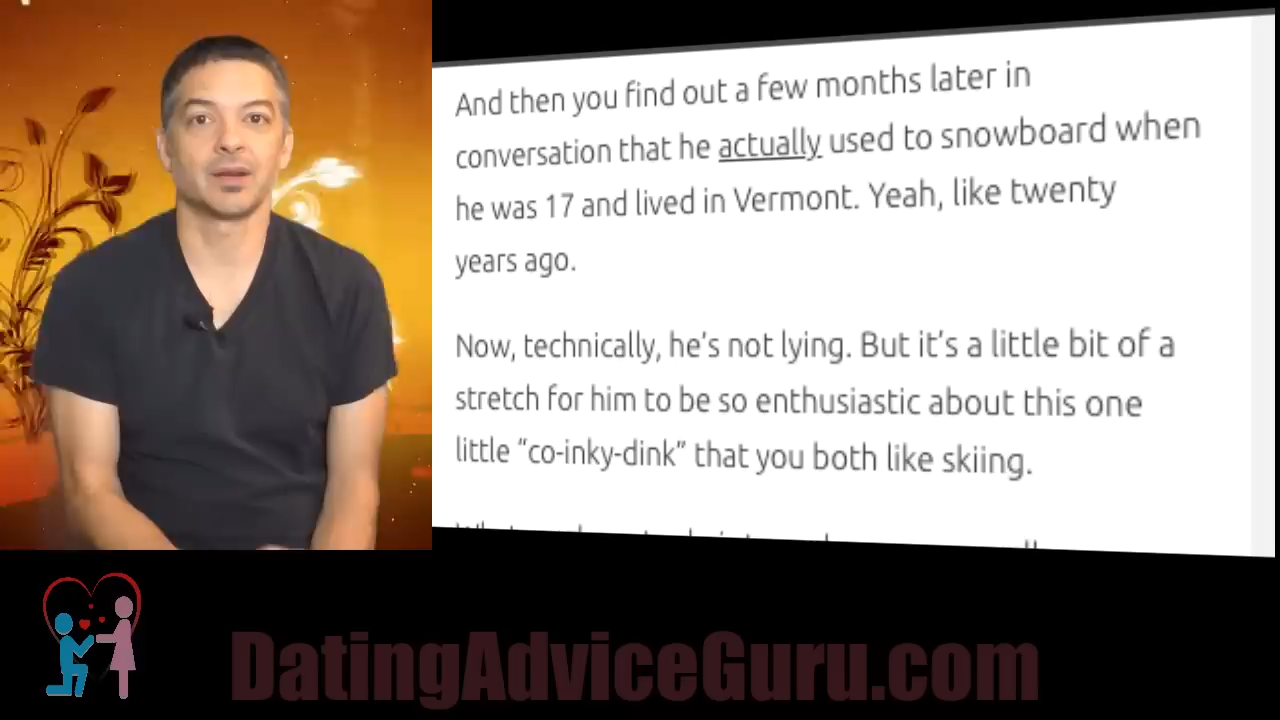 And then you find out a few months later in
conversation that he actually used to snowboard when
he was 17 and lived in Vermont. Yeah, like twenty
years ago.
Now, technically, he's not lying. But it's a little bit of a
stretch for him to be so enthusiastic about this one
little “co-inky-dink” that you both like skiing.
DatingAdviceGuru.com